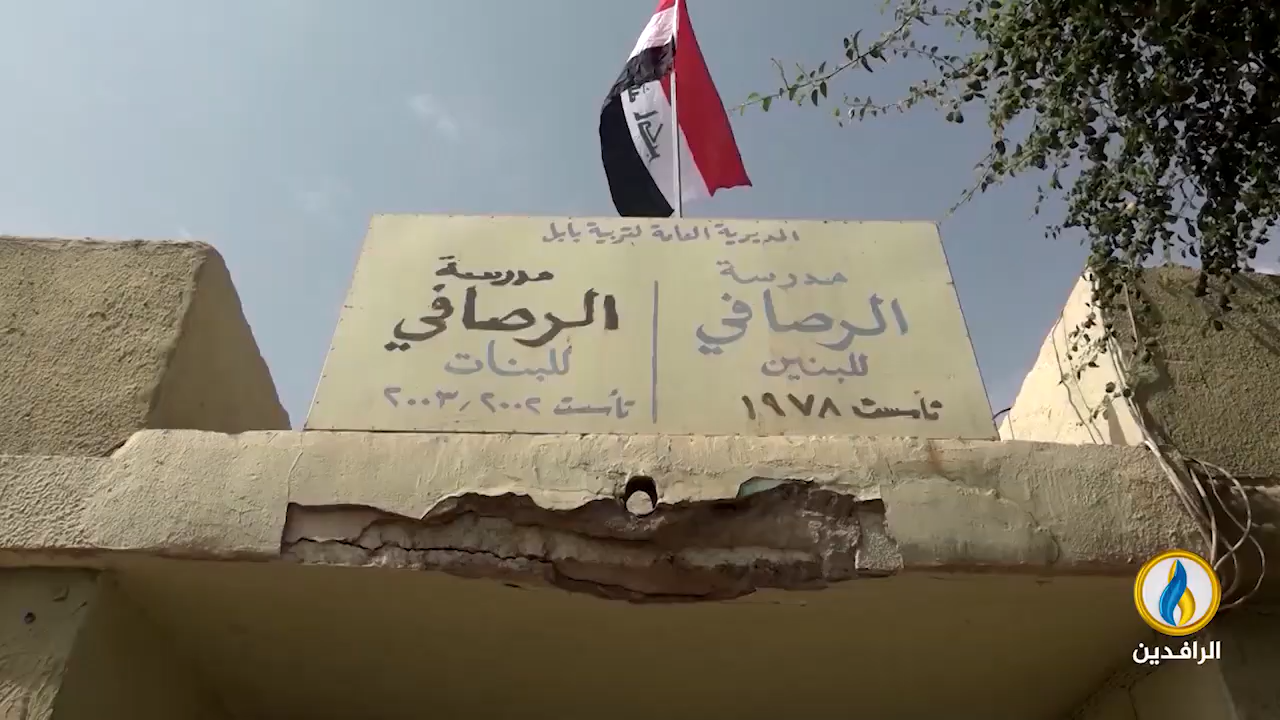 المديرية العامة لتربية بابل
مدرسة
الرصافي
للبنين
تأسست ١٩٧٨
مدرسة
الرصافي
للبنات
تأسست ٢٠٠٢/٢٠٠٣
الرافدين